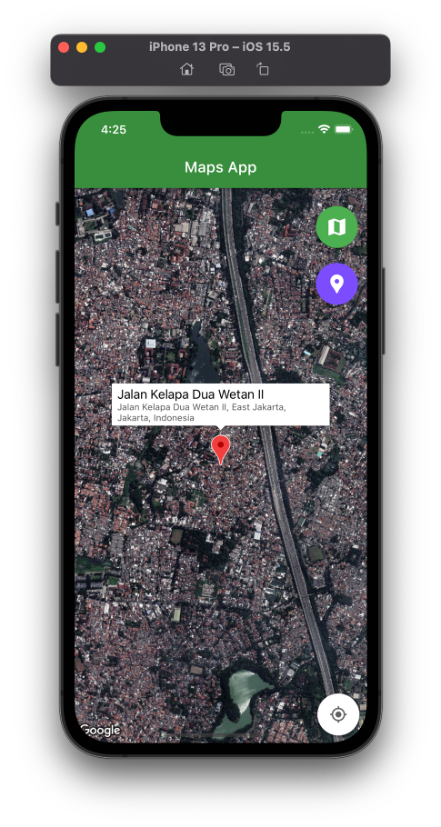 iPhone 13 Pro – iOS 15.5
4:25
Maps App
Jalan Kelapa Dua Wetan II
Jalan Kelapa Dua Wetan II, East Jakarta,
Jakarta, Indonesia
Google